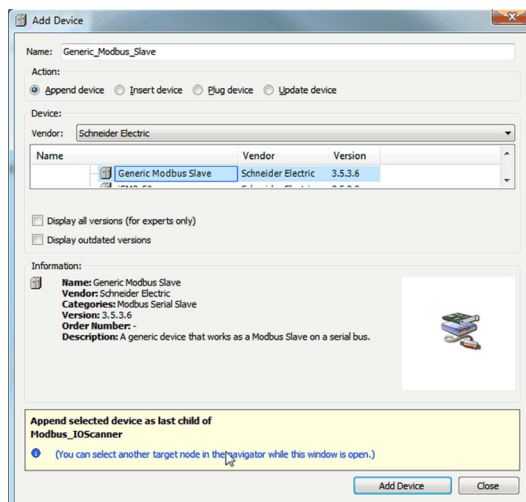 Add Device
Name: Generic_Modbus_Slave
Action:
Append device Insert device Plug device Update device
Device:
Vendor: Schneider Electric
Name Vendor Version
Generic Modbus Slave Schneider Electric 3.5.3.6
Display all versions (for experts only)
Display outdated versions
Information:
Name: Generic Modbus Slave
Vendor: Schneider Electric
Categories: Modbus Serial Slave
Version: 3.5.3.6
Order Number: -
Description: A generic device that works as a Modbus Slave on a serial bus.
Append selected device as last child of
Modbus_IOScanner
(You can select another target node in the navigator while this window is open.)
Add Device Close